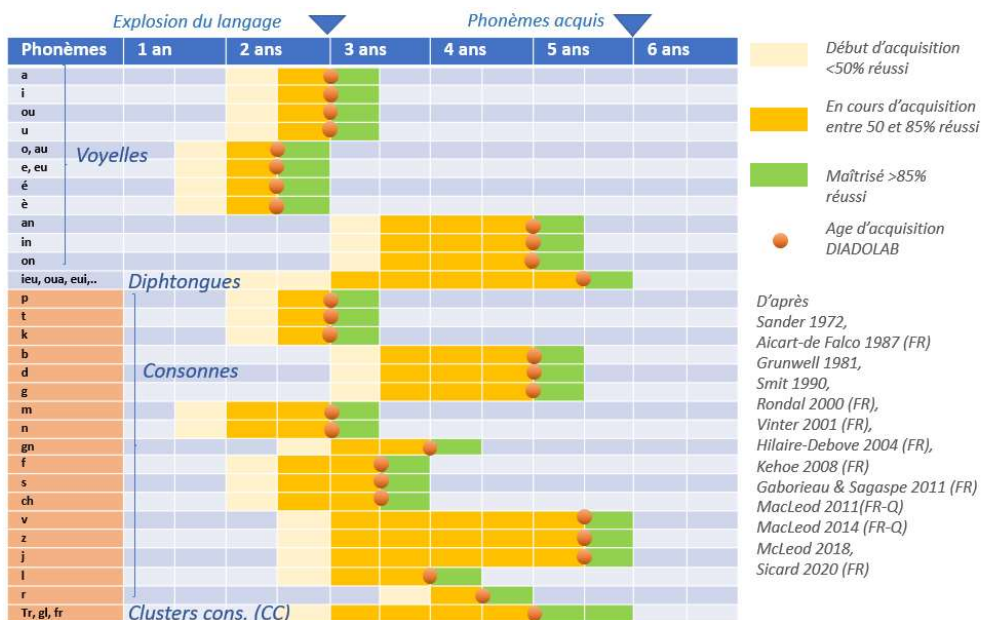 Explosion du langage
Phonèmes acquis
Phonèmes 1 an 2 ans 3 ans 4 ans 5 ans 6 ans
a
i
ou
u
o, au
Voyelles
e, eu
é
è
an
in
on
ieu, oua, eui,..
Diphtongues
p
t
k
b
d
Consonnes
g
m
n
gn
f
s
ch
v
z
j
l
r
Tr, gl, fr
Clusters cons. (CC)
Début d'acquisition
<50% réussi
En cours d'acquisition
entre 50 et 85% réussi
Maîtrisé >85%
réussi
Age d'acquisition
DIADOLAB
D'après
Sander 1972,
Aicart-de Falco 1987 (FR)
Grunwell 1981,
Smit 1990,
Rondal 2000 (FR),
Vinter 2001 (FR),
Hilaire-Debove 2004 (FR),
Kehoe 2008 (FR)
Gaborieau & Sagaspe 2011 (FR)
MacLeod 2011(FR-Q)
MacLeod 2014 (FR-Q)
McLeod 2018,
Sicard 2020 (FR)